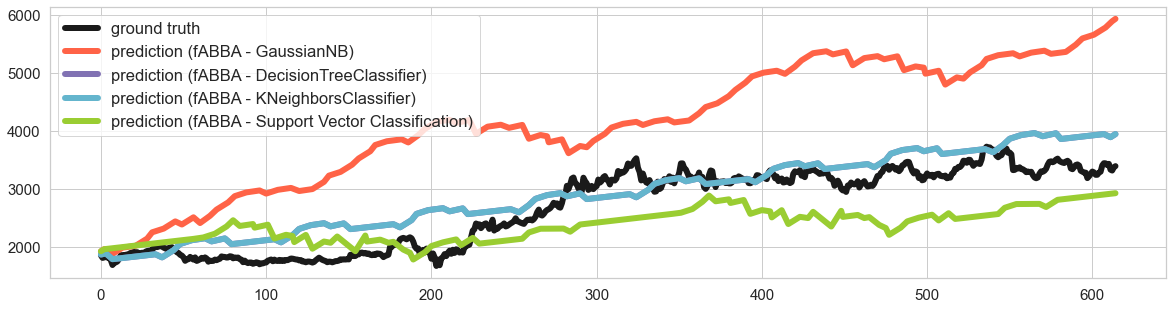 6000
5000
4000
3000
2000
ground truth
prediction (fABBA - GaussianNB)
prediction (fABBA - DecisionTreeClassifier)
prediction (fABBA - KNeighborsClassifier)
prediction (fABBA - Support Vector Classification)
0 100 200 300 400 500 600